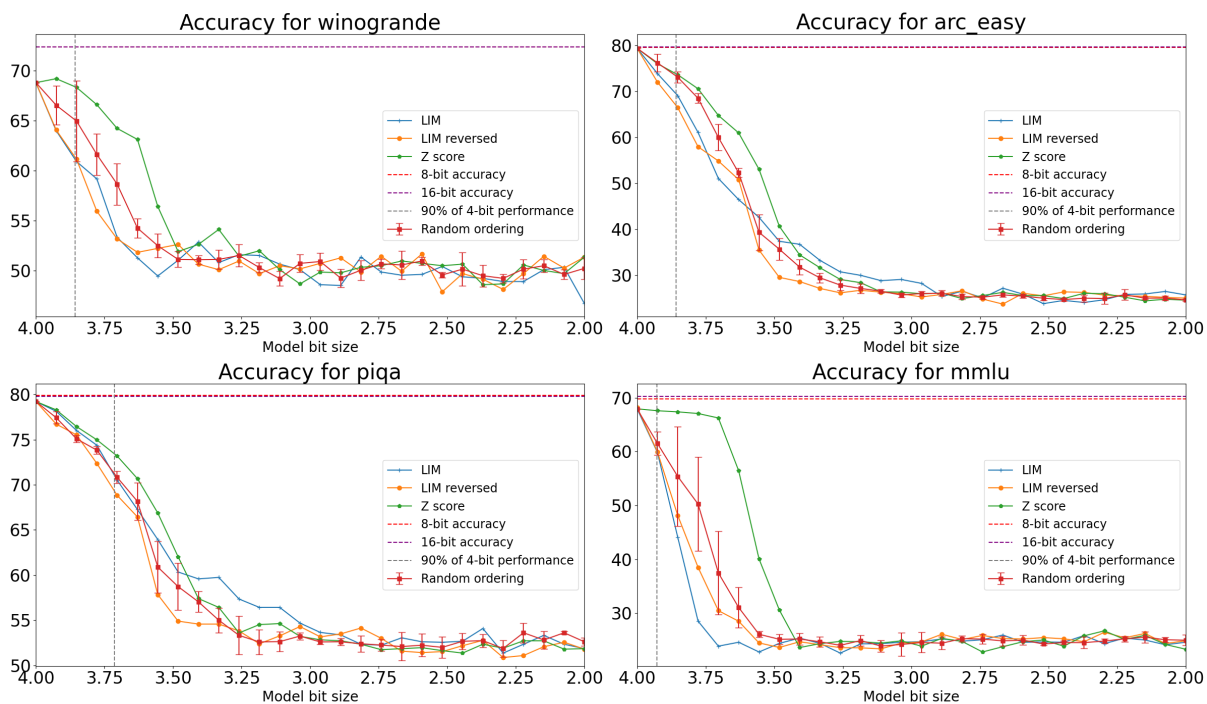 Accuracy for winogrande
70
65
60
55
50
4.00 3.75 3.50 3.25 3.00 2.75 2.50 2.25 2.00
Model bit size
LIM
LIM reversed
Z score
8-bit accuracy
16-bit accuracy
90% of 4-bit performance
Random ordering
Accuracy for arc_easy
80
70
60
50
40
30
4.00 3.75 3.50 3.25 3.00 2.75 2.50 2.25 2.00
Model bit size
LIM
LIM reversed
Z score
8-bit accuracy
16-bit accuracy
90% of 4-bit performance
Random ordering
Accuracy for piqa
80
75
70
65
60
55
50
4.00 3.75 3.50 3.25 3.00 2.75 2.50 2.25 2.00
Model bit size
LIM
LIM reversed
Z score
8-bit accuracy
16-bit accuracy
90% of 4-bit performance
Random ordering
Accuracy for mmlu
70
60
50
40
30
4.00 3.75 3.50 3.25 3.00 2.75 2.50 2.25 2.00
Model bit size
LIM
LIM reversed
Z score
8-bit accuracy
16-bit accuracy
90% of 4-bit performance
Random ordering